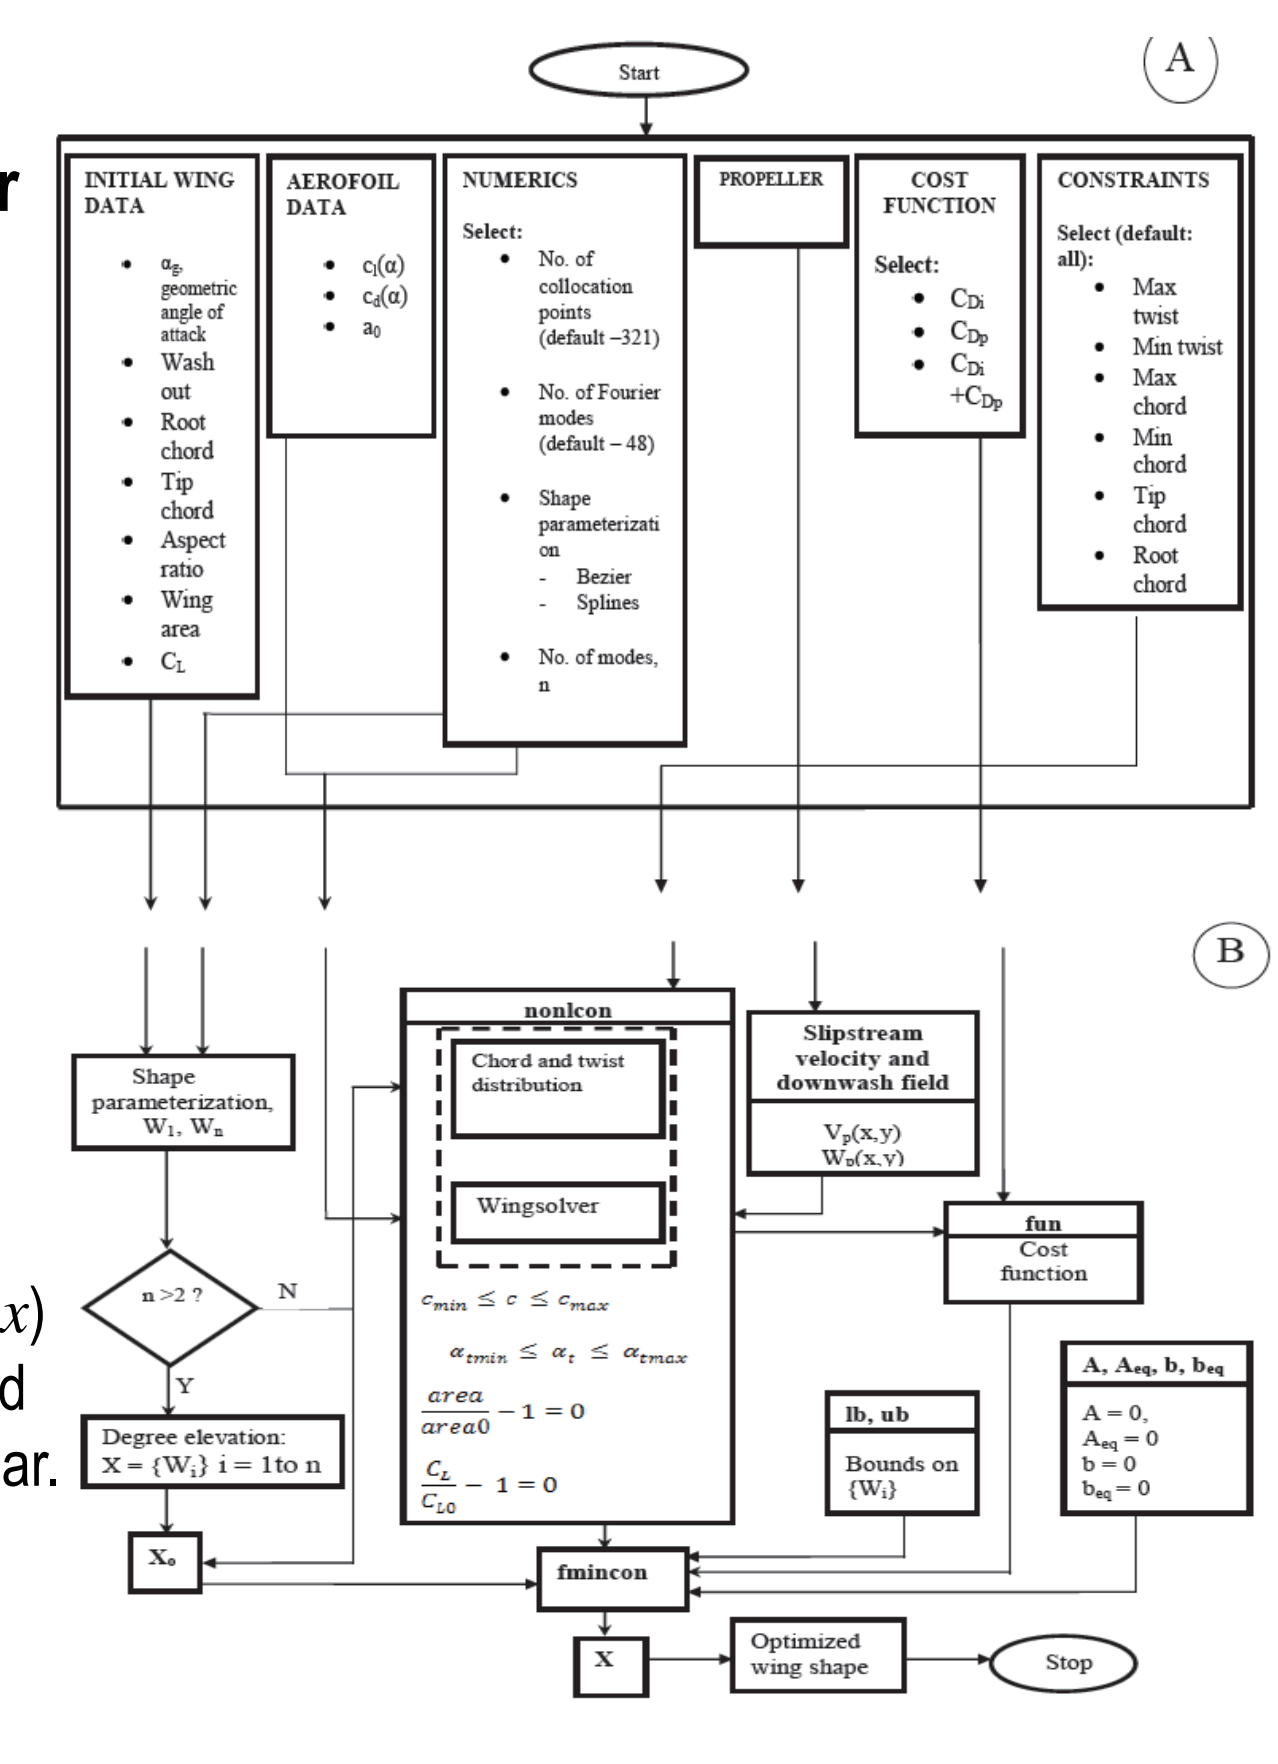 Start
A
r
INITIAL WING
DATA
• αg,
geometric
angle of
attack
• Wash
out
• Root
chord
• Tip
chord
• Aspect
ratio
• Wing
area
• CL
AEROFOIL
DATA
• cl(α)
• cd(α)
• a0
NUMERICS
Select:
• No. of
collocation
points
(default –321)
• No. of Fourier
modes
(default – 48)
• Shape
parameterizati
on
- Bezier
- Splines
• No. of modes,
n
PROPELLER
COST
FUNCTION
Select:
• CDi
• CDp
• CDi
+CDp
CONSTRAINTS
Select (default:
all):
• Max
twist
• Min twist
• Max
chord
• Min
chord
• Tip
chord
• Root
chord
B
Shape
parameterization,
W1, Wn
n >2 ?
N
Y
Degree elevation:
X = {Wi} i = 1to n
Xo
x)
d
ar.
nonlcon
Chord and twist
distribution
Wingsolver
cmin ≤ c ≤ cmax
αtmin ≤ αt ≤ αtmax
area
area0 − 1 = 0
CL
CL0 − 1 = 0
Slipstream
velocity and
downwash field
Vp(x,y)
Wp(x,y)
fun
Cost
function
lb, ub
Bounds on
{Wi}
A, Aeq, b, beq
A = 0,
Aeq = 0
b = 0
beq = 0
fmincon
X
Optimized
wing shape
Stop